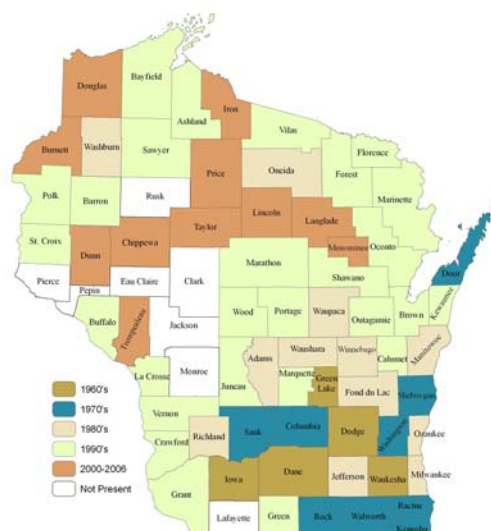 Douglas
Bayfield
Ashland
Iron
Vilas
Burnett
Washburn
Sawyer
Price
Oneida
Florence
Forest
Marinette
Polk
Barron
Rusk
Lincoln
Langlade
Taylor
Chippewa
Menominee
Oconto
St. Croix
Dunn
Marathon
Door
Pierce
Pepin
Eau Claire
Clark
Shawano
Kewaunee
Buffalo
Trempealeau
Jackson
Wood
Portage
Waupaca
Outagamie
Brown
Manitowoc
La Crosse
Monroe
Juneau
Adams
Waushara
Winnebago
Calumet
Marquette
Green
Lake
Fond du Lac
Sheboygan
Vernon
Crawford
Richland
Sauk
Columbia
Dodge
Washington
Ozaukee
Grant
Iowa
Dane
Jefferson
Waukesha
Milwaukee
Lafayette
Green
Rock
Walworth
Racine
Kenosha
1960's
1970's
1980's
1990's
2000-2006
Not Present